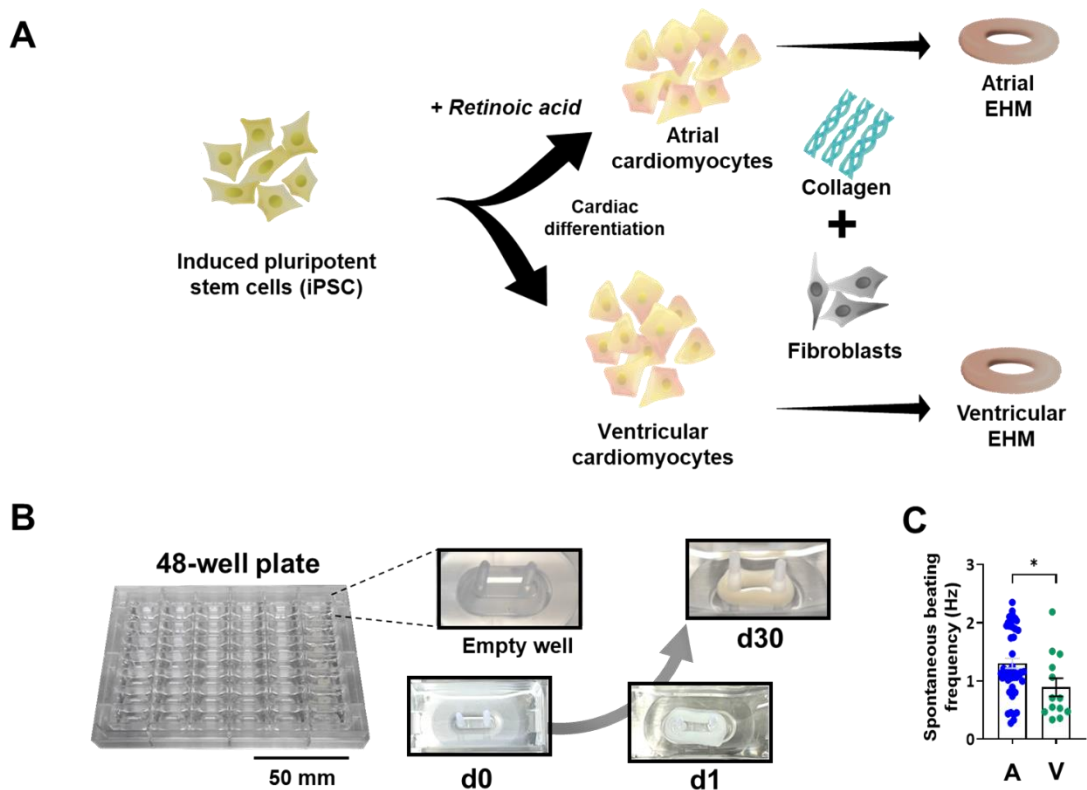 A
+ Retinoic acid
Atrial
cardiomyocytes
Atrial
EHM
Collagen
+
Cardiac
differentiation
Induced pluripotent
stem cells (iPSC)
Fibroblasts
Ventricular
cardiomyocytes
Ventricular
EHM
B
48-well plate
Empty well
d30
d0
d1
50 mm
C
Spontaneous beating
frequency (Hz)
*
3
2
1
0
A V